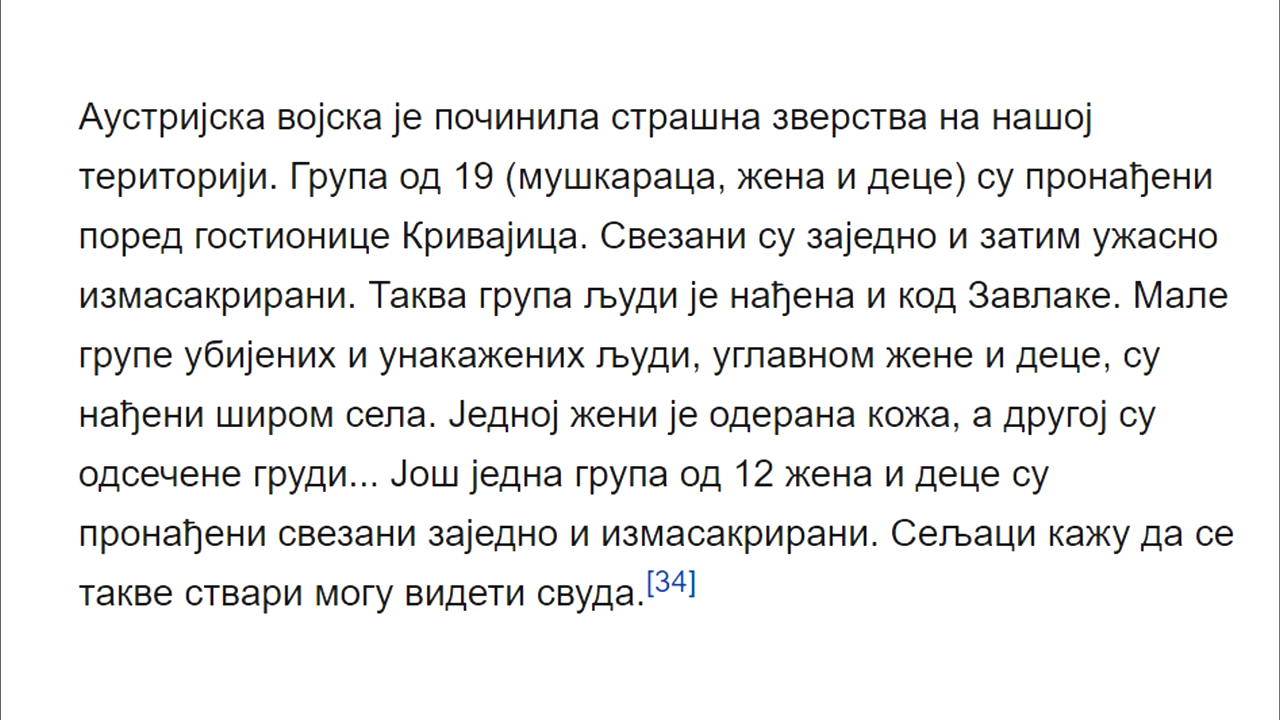 Аустријска војска је починила страшна зверства на нашој
територији. Група од 19 (мушкараца, жена и деце) су пронађени
поред гостионице Кривајица. Свезани су заједно и затим ужасно
измасакрирани. Таква група људи је нађена и код Завлаке. Мале
групе убијених и унакажених људи, углавном жене и деце, су
нађени широм села. Једној жени је одерана кожа, а другој су
одсечене груди... Још једна група од 12 жена и деце су
пронађени свезани заједно и измасакрирани. Сељаци кажу да се
такве ствари могу видети свуда.[34]